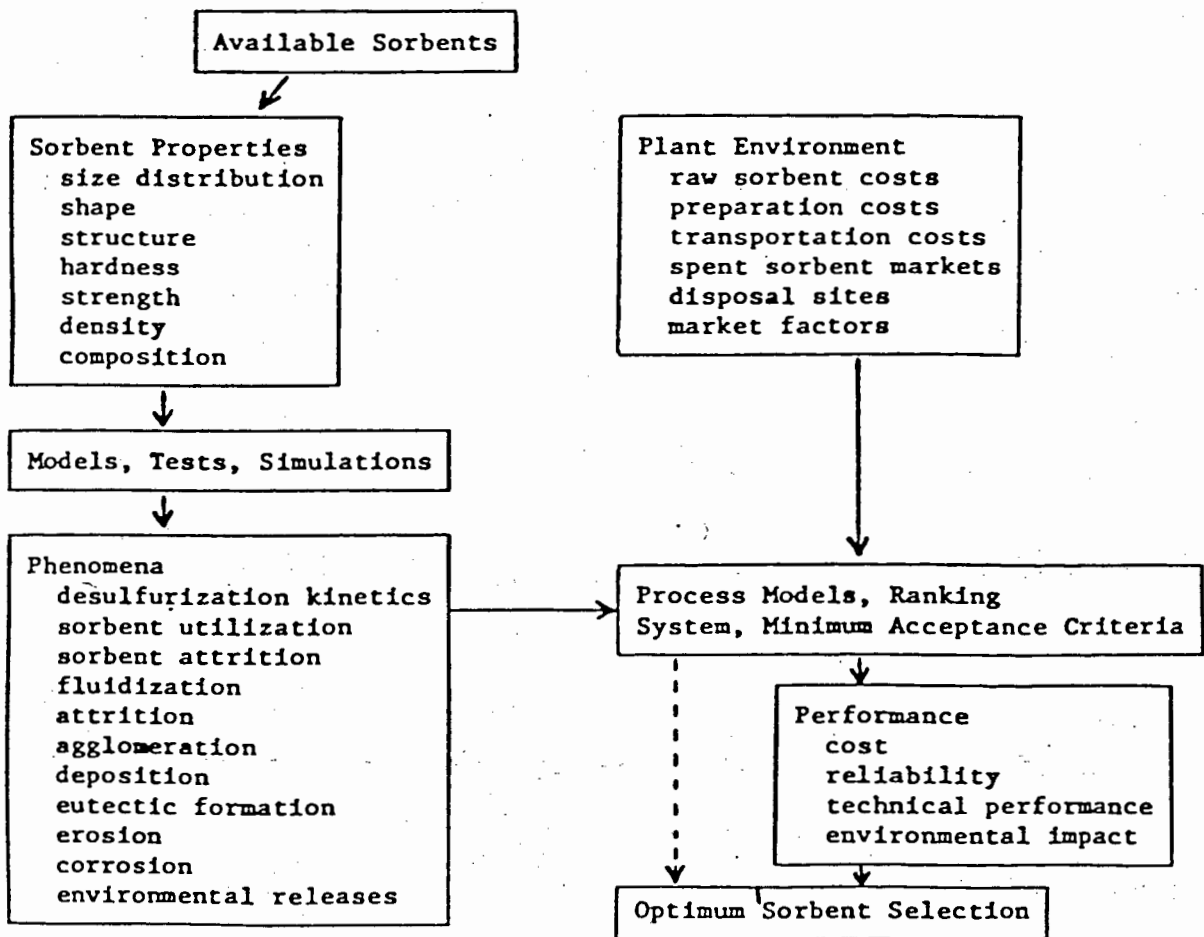 Available Sorbents
Sorbent Properties
size distribution
shape
structure
hardness
strength
density
composition
Plant Environment
raw sorbent costs
preparation costs
transportation costs
spent sorbent markets
disposal sites
market factors
Models, Tests, Simulations
Phenomena
desulfurization kinetics
sorbent utilization
sorbent attrition
fluidization
attrition
agglomeration
deposition
eutectic formation
erosion
corrosion
environmental releases
Process Models, Ranking
System, Minimum Acceptance Criteria
Performance
cost
reliability
technical performance
environmental impact
Optimum Sorbent Selection